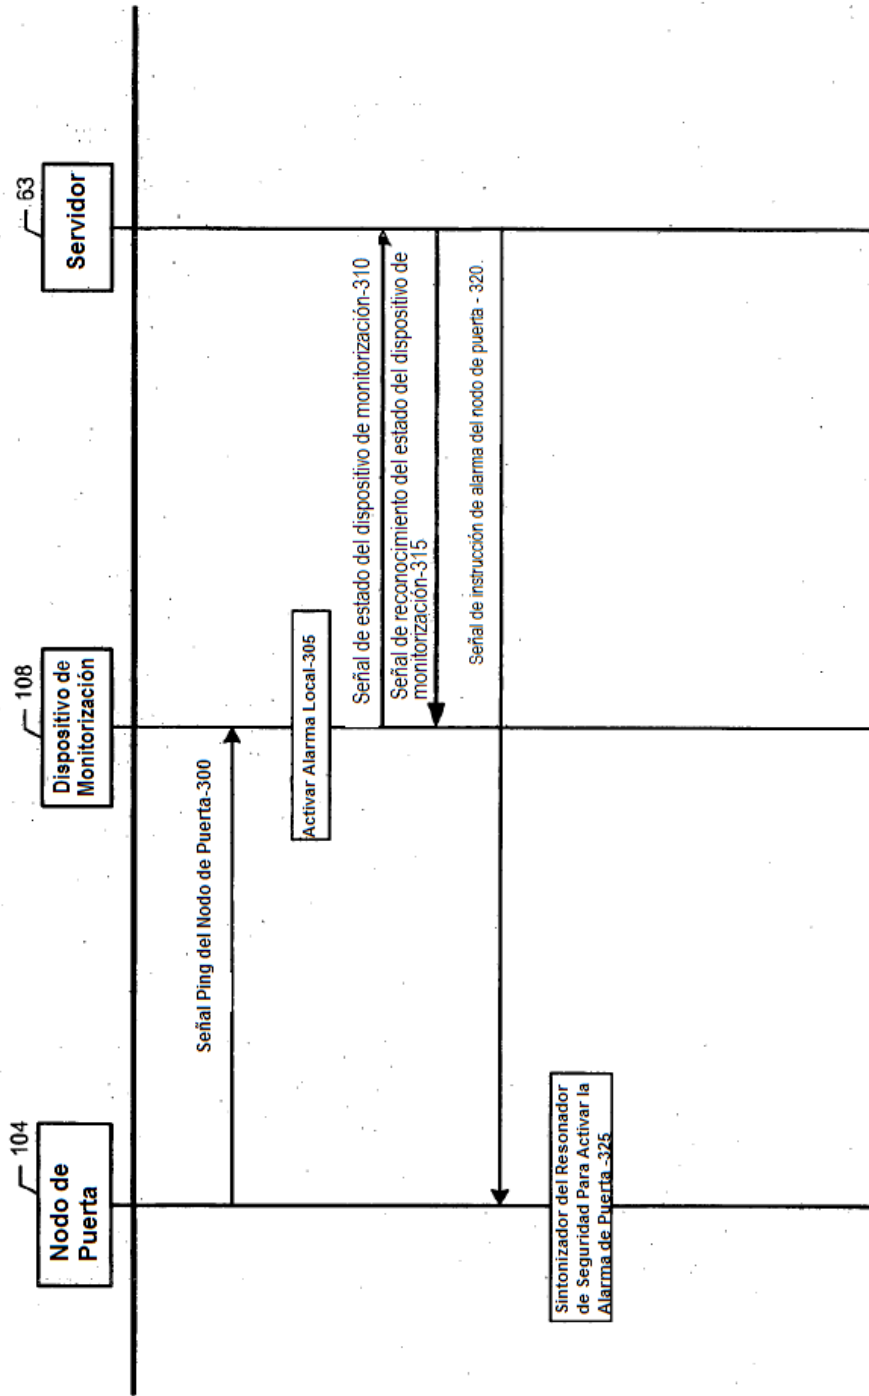 104
Nodo de
Puerta
108
Dispositivo de
Monitorización
63
Servidor
Señal Ping del Nodo de Puerta-300
Activar Alarma Local-305
Señal de estado del dispositivo de monitorización-310
Señal de reconocimiento del estado del dispositivo de
monitorización-315
Señal de instrucción de alarma del nodo de puerta - 320.
Sintonizador del Resonador
de Seguridad Para Activar la
Alarma de Puerta -325